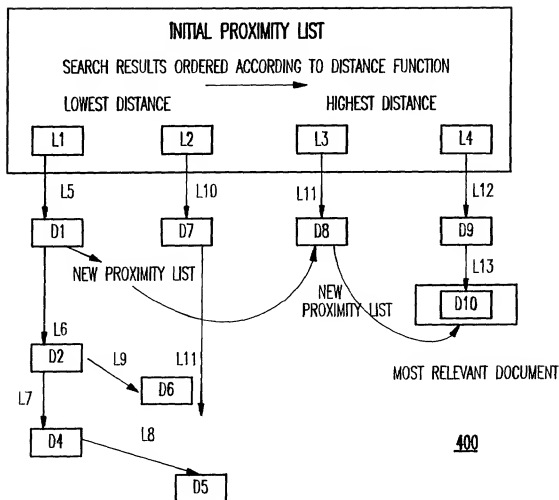 INITIAL PROXIMITY LIST
SEARCH RESULTS ORDERED ACCORDING TO DISTANCE FUNCTION
LOWEST DISTANCE HIGHEST DISTANCE
L1 L2 L3 L4
L5 L10 L11 L12
D1 D7 D8 D9
L13
NEW PROXIMITY LIST
NEW
PROXIMITY LIST
D10
L6
D2 L9 L11
MOST RELEVANT DOCUMENT
L7 D6
D4 L8
400
D5